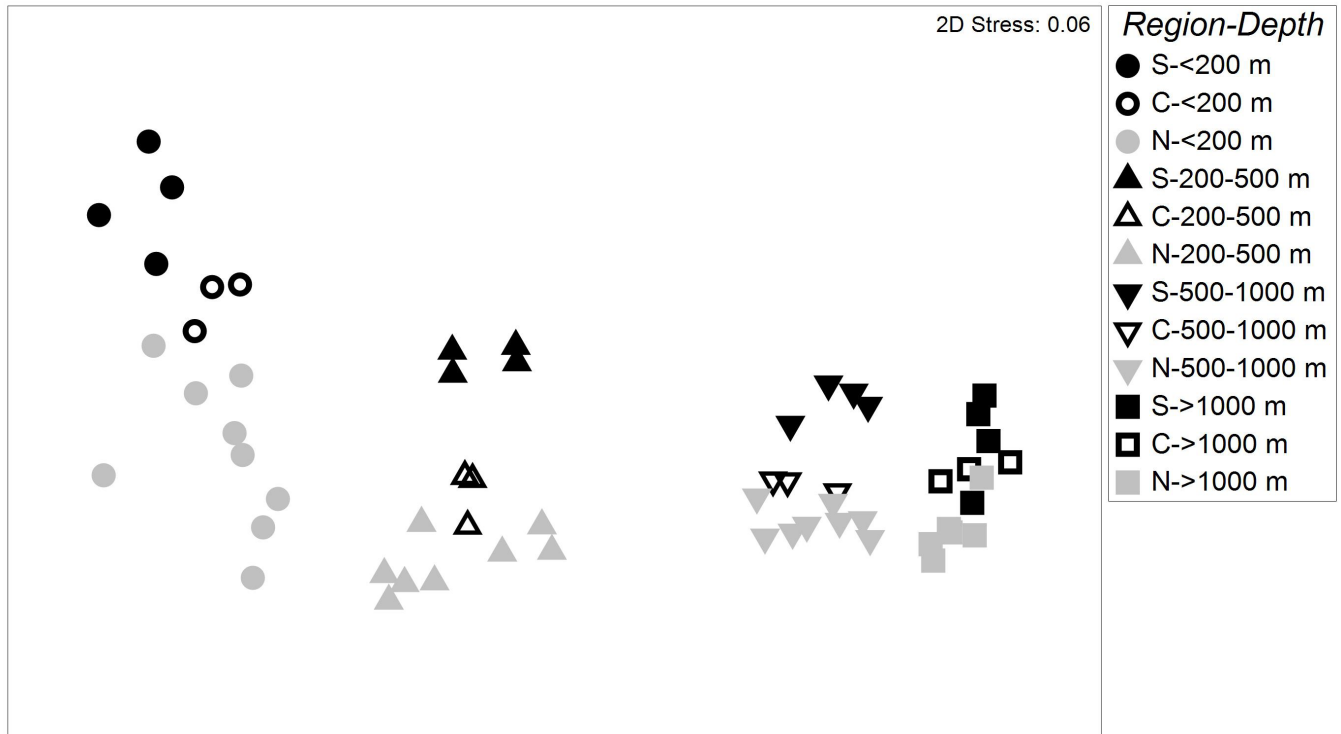 2D Stress: 0.06
Region-Depth
S-<200 m
C-<200 m
N-<200 m
S-200-500 m
C-200-500 m
N-200-500 m
S-500-1000 m
C-500-1000 m
N-500-1000 m
S->1000 m
C->1000 m
N->1000 m